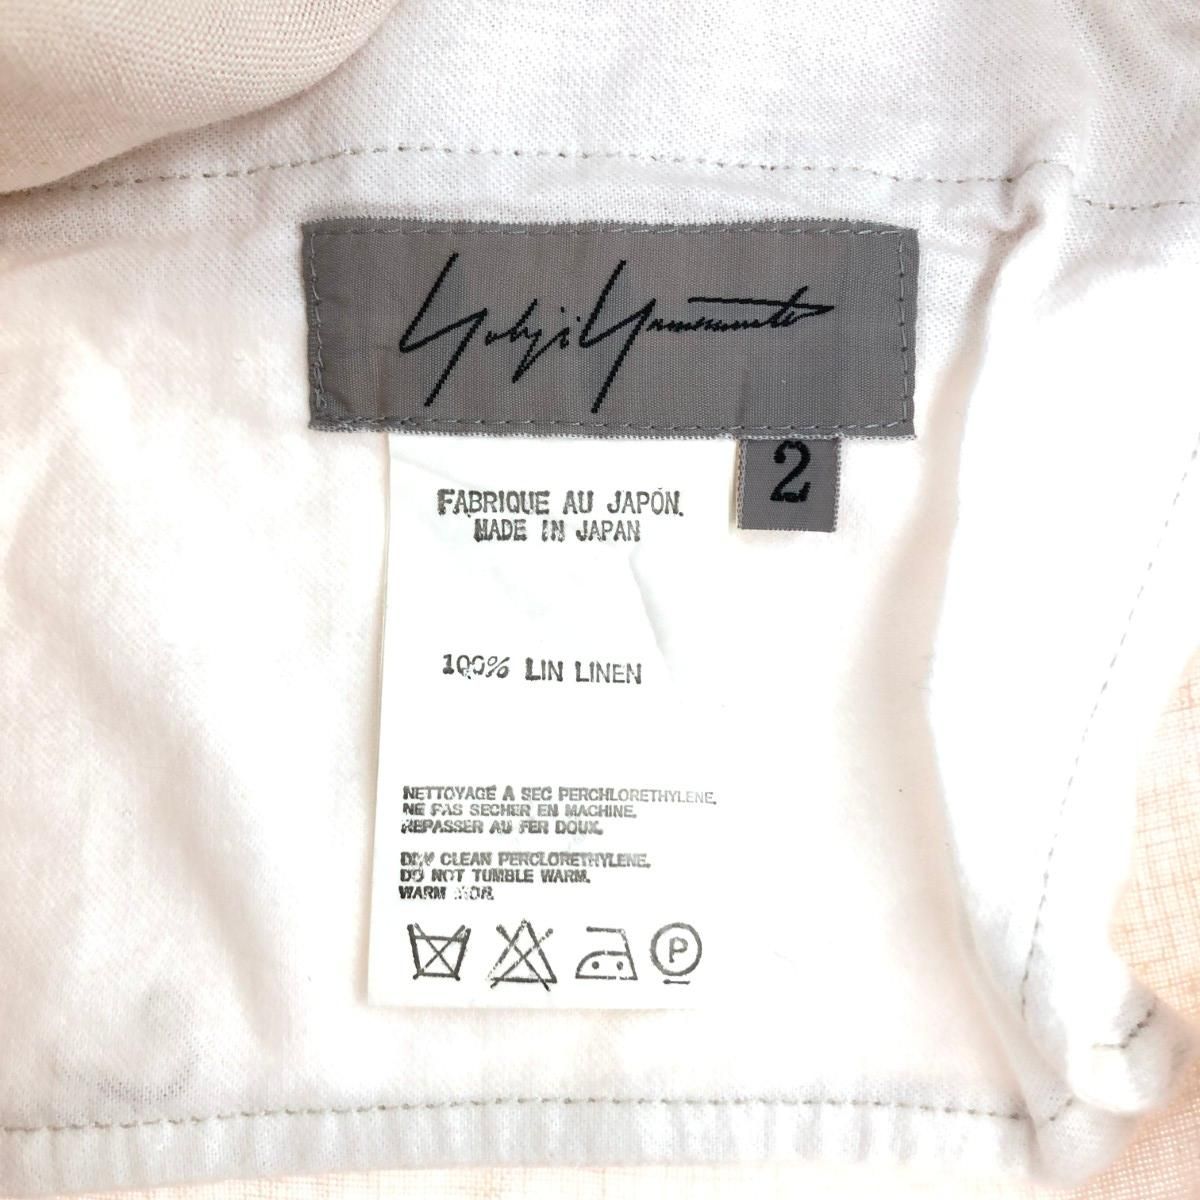 Yohji Yamamoto
2
FABRIQUE AU JAPON.
MADE IN JAPAN
100% LIN LINEN
NETTOYAGE A SEC PERCHLORETHYLENE.
NE PAS SECHER EN MACHINE.
REPASSER AU FER DOUX.
DRY CLEAN PERCLORETHYLENE.
DO NOT TUMBLE WARM.
WARM
P